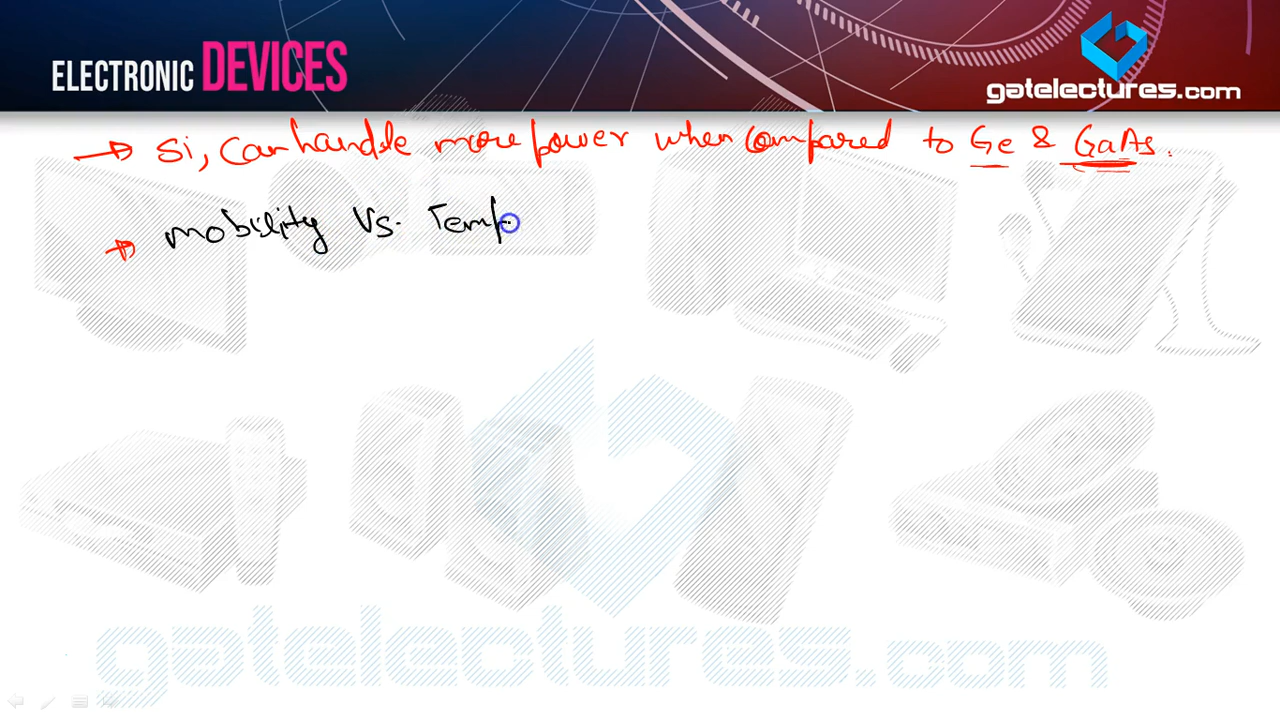 ELECTRONIC DEVICES
gatelectures.com
→ Si, can handle more power when compared to Ge & GaAs.
→ mobility Vs. Temp
gatelectures.com